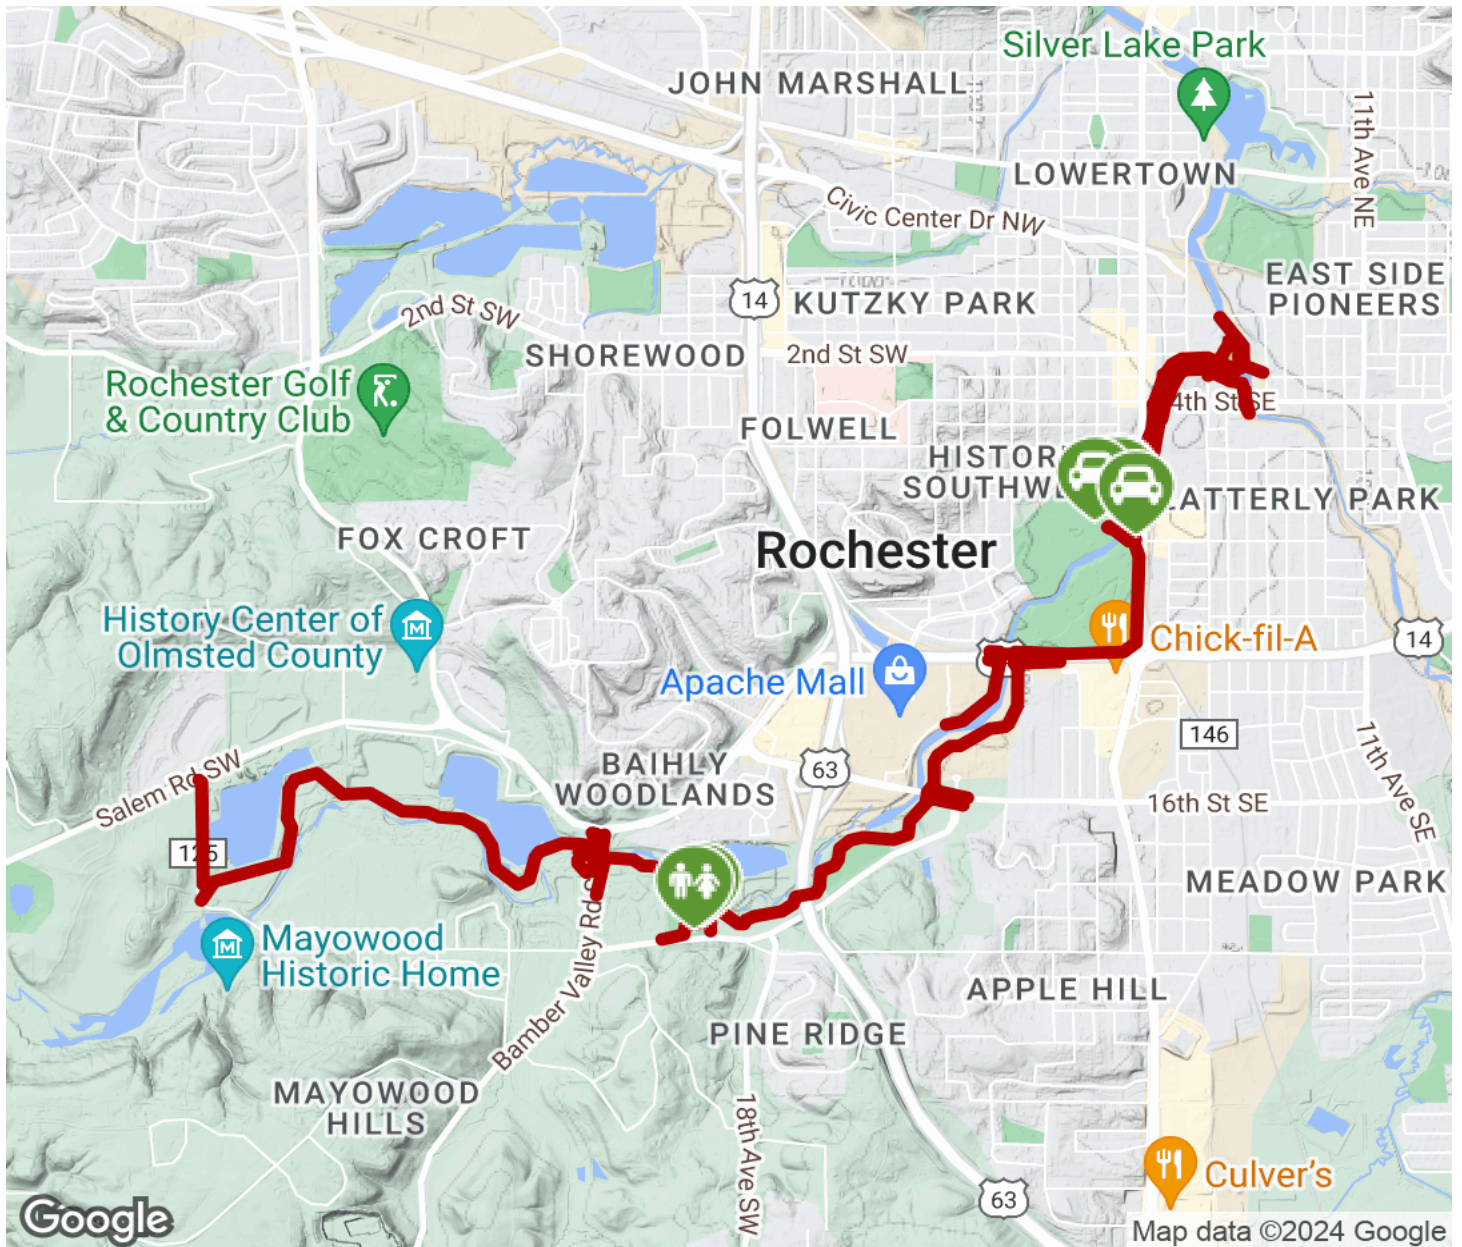 Silver Lake Park
JOHN MARSHALL
11th Ave NE
LOWERTOWN
Civic Center Dr NW
EAST SIDE
PIONEERS
14
KUTZKY PARK
2nd St SW
SHOREWOOD
2nd St SW
Rochester Golf
& Country Club
4th St SE
FOLWELL
HISTOR
SOUTHW
LATTERLY PARK
FOX CROFT
Rochester
History Center of
Olmsted County
Chick-fil-A
14
Apache Mall
146
BAIHLY
WOODLANDS
63
Salem Rd SW
11th Ave SE
16th St SE
125
MEADOW PARK
Mayowood
Historic Home
Bamber Valley Rd S
APPLE HILL
PINE RIDGE
MAYOWOOD
HILLS
18th Ave SW
Culver's
63
Google
Map data ©2024 Google